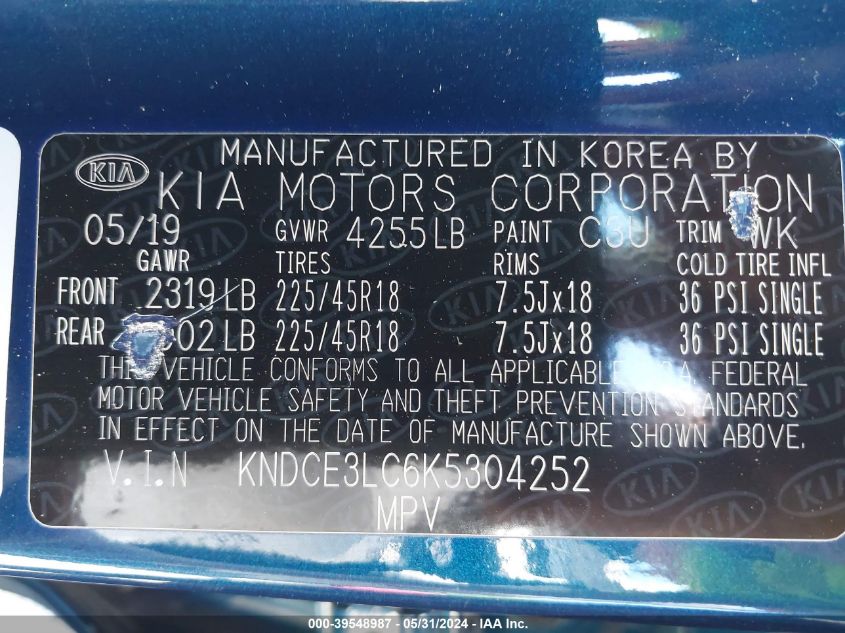 KIA
MANUFACTURED IN KOREA BY
KIA MOTORS CORPORATION
05/19 GVWR 4255LB PAINT C3U TRIM WK
GAWR TIRES RIMS COLD TIRE INFL
FRONT 2319LB 225/45R18 7.5Jx18 36 PSI SINGLE
REAR 02LB 225/45R18 7.5Jx18 36 PSI SINGLE
THIS VEHICLE CONFORMS TO ALL APPLICABLE U.S.A. FEDERAL
MOTOR VEHICLE SAFETY AND THEFT PREVENTION STANDARDS
IN EFFECT ON THE DATE OF MANUFACTURE SHOWN ABOVE.
V.I.N KNDCE3LC6K5304252
MPV
000-39548987 - 05/31/2024 - IAA Inc.